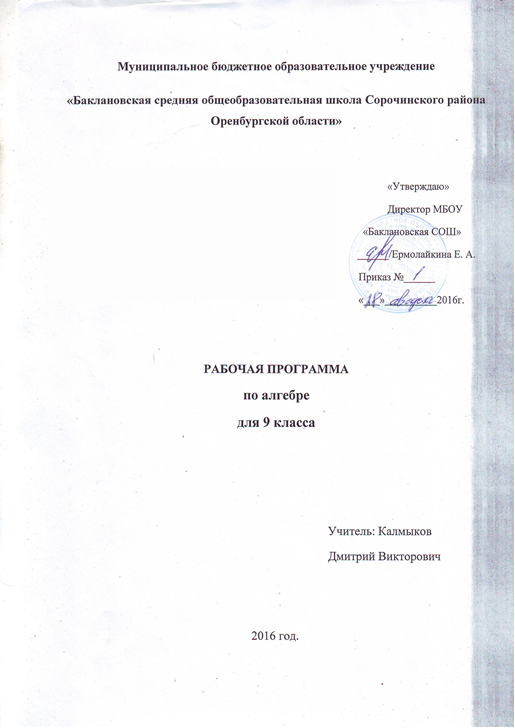 Муниципальное бюджетное образовательное учреждение
«Баклановская средняя общеобразовательная школа Сорочинского района
Оренбургской области»
«Утверждаю»
Директор МБОУ
«Баклановская СОШ»
/Ермолайкина Е. А.
Приказ № 1
« » августа 2016г.
РАБОЧАЯ ПРОГРАММА
по алгебре
для 9 класса
Учитель: Калмыков
Дмитрий Викторович
2016 год.